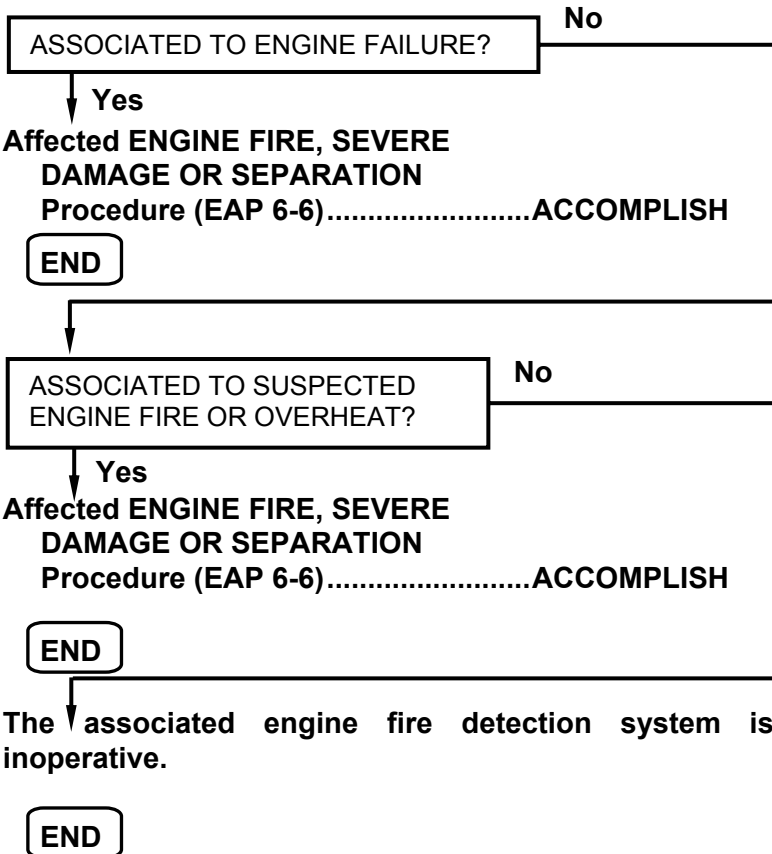 No
ASSOCIATED TO ENGINE FAILURE?
Yes
Affected ENGINE FIRE, SEVERE
DAMAGE OR SEPARATION
Procedure (EAP 6-6).........................ACCOMPLISH
END
ASSOCIATED TO SUSPECTED
ENGINE FIRE OR OVERHEAT?
No
Yes
Affected ENGINE FIRE, SEVERE
DAMAGE OR SEPARATION
Procedure (EAP 6-6).........................ACCOMPLISH
END
The associated engine fire detection system is
inoperative.
END